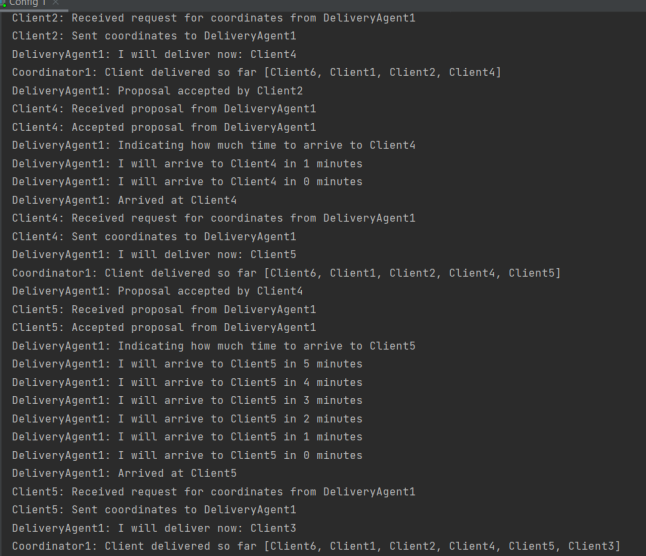 Config 1 ×
Client2: Received request for coordinates from DeliveryAgent1
Client2: Sent coordinates to DeliveryAgent1
DeliveryAgent1: I will deliver now: Client4
Coordinator1: Client delivered so far [Client6, Client1, Client2, Client4]
DeliveryAgent1: Proposal accepted by Client2
Client4: Received proposal from DeliveryAgent1
Client4: Accepted proposal from DeliveryAgent1
DeliveryAgent1: Indicating how much time to arrive to Client4
DeliveryAgent1: I will arrive to Client4 in 1 minutes
DeliveryAgent1: I will arrive to Client4 in 0 minutes
DeliveryAgent1: Arrived at Client4
Client4: Received request for coordinates from DeliveryAgent1
Client4: Sent coordinates to DeliveryAgent1
DeliveryAgent1: I will deliver now: Client5
Coordinator1: Client delivered so far [Client6, Client1, Client2, Client4, Client5]
DeliveryAgent1: Proposal accepted by Client4
Client5: Received proposal from DeliveryAgent1
Client5: Accepted proposal from DeliveryAgent1
DeliveryAgent1: Indicating how much time to arrive to Client5
DeliveryAgent1: I will arrive to Client5 in 5 minutes
DeliveryAgent1: I will arrive to Client5 in 4 minutes
DeliveryAgent1: I will arrive to Client5 in 3 minutes
DeliveryAgent1: I will arrive to Client5 in 2 minutes
DeliveryAgent1: I will arrive to Client5 in 1 minutes
DeliveryAgent1: I will arrive to Client5 in 0 minutes
DeliveryAgent1: Arrived at Client5
Client5: Received request for coordinates from DeliveryAgent1
Client5: Sent coordinates to DeliveryAgent1
DeliveryAgent1: I will deliver now: Client3
Coordinator1: Client delivered so far [Client6, Client1, Client2, Client4, Client5, Client3]